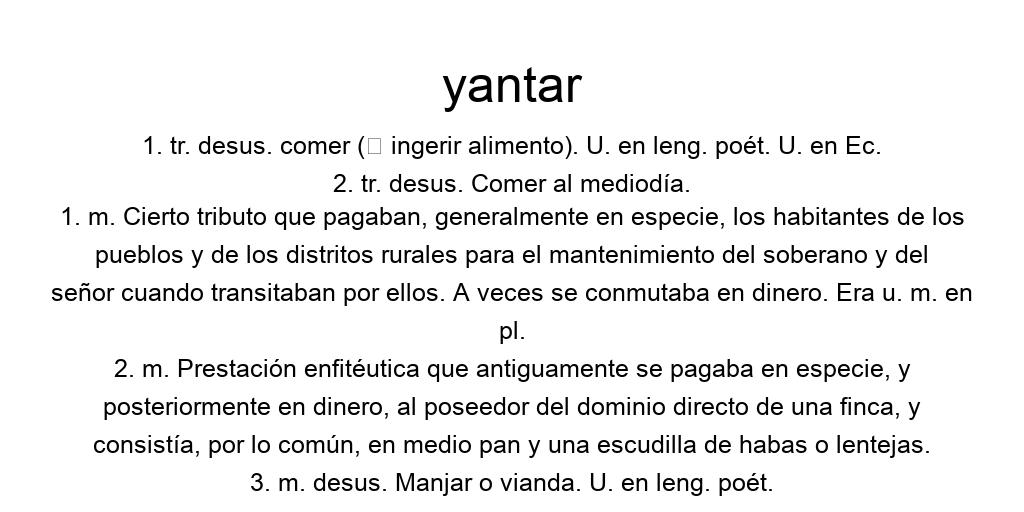 yantar
1. tr. desus. comer (□ ingerir alimento). U. en leng. poét. U. en Ec.
2. tr. desus. Comer al mediodía.
1. m. Cierto tributo que pagaban, generalmente en especie, los habitantes de los
pueblos y de los distritos rurales para el mantenimiento del soberano y del
señor cuando transitaban por ellos. A veces se conmutaba en dinero. Era u. m. en
pl.
2. m. Prestación enfitéutica que antiguamente se pagaba en especie, y
posteriormente en dinero, al poseedor del dominio directo de una finca, y
consistía, por lo común, en medio pan y una escudilla de habas o lentejas.
3. m. desus. Manjar o vianda. U. en leng. poét.